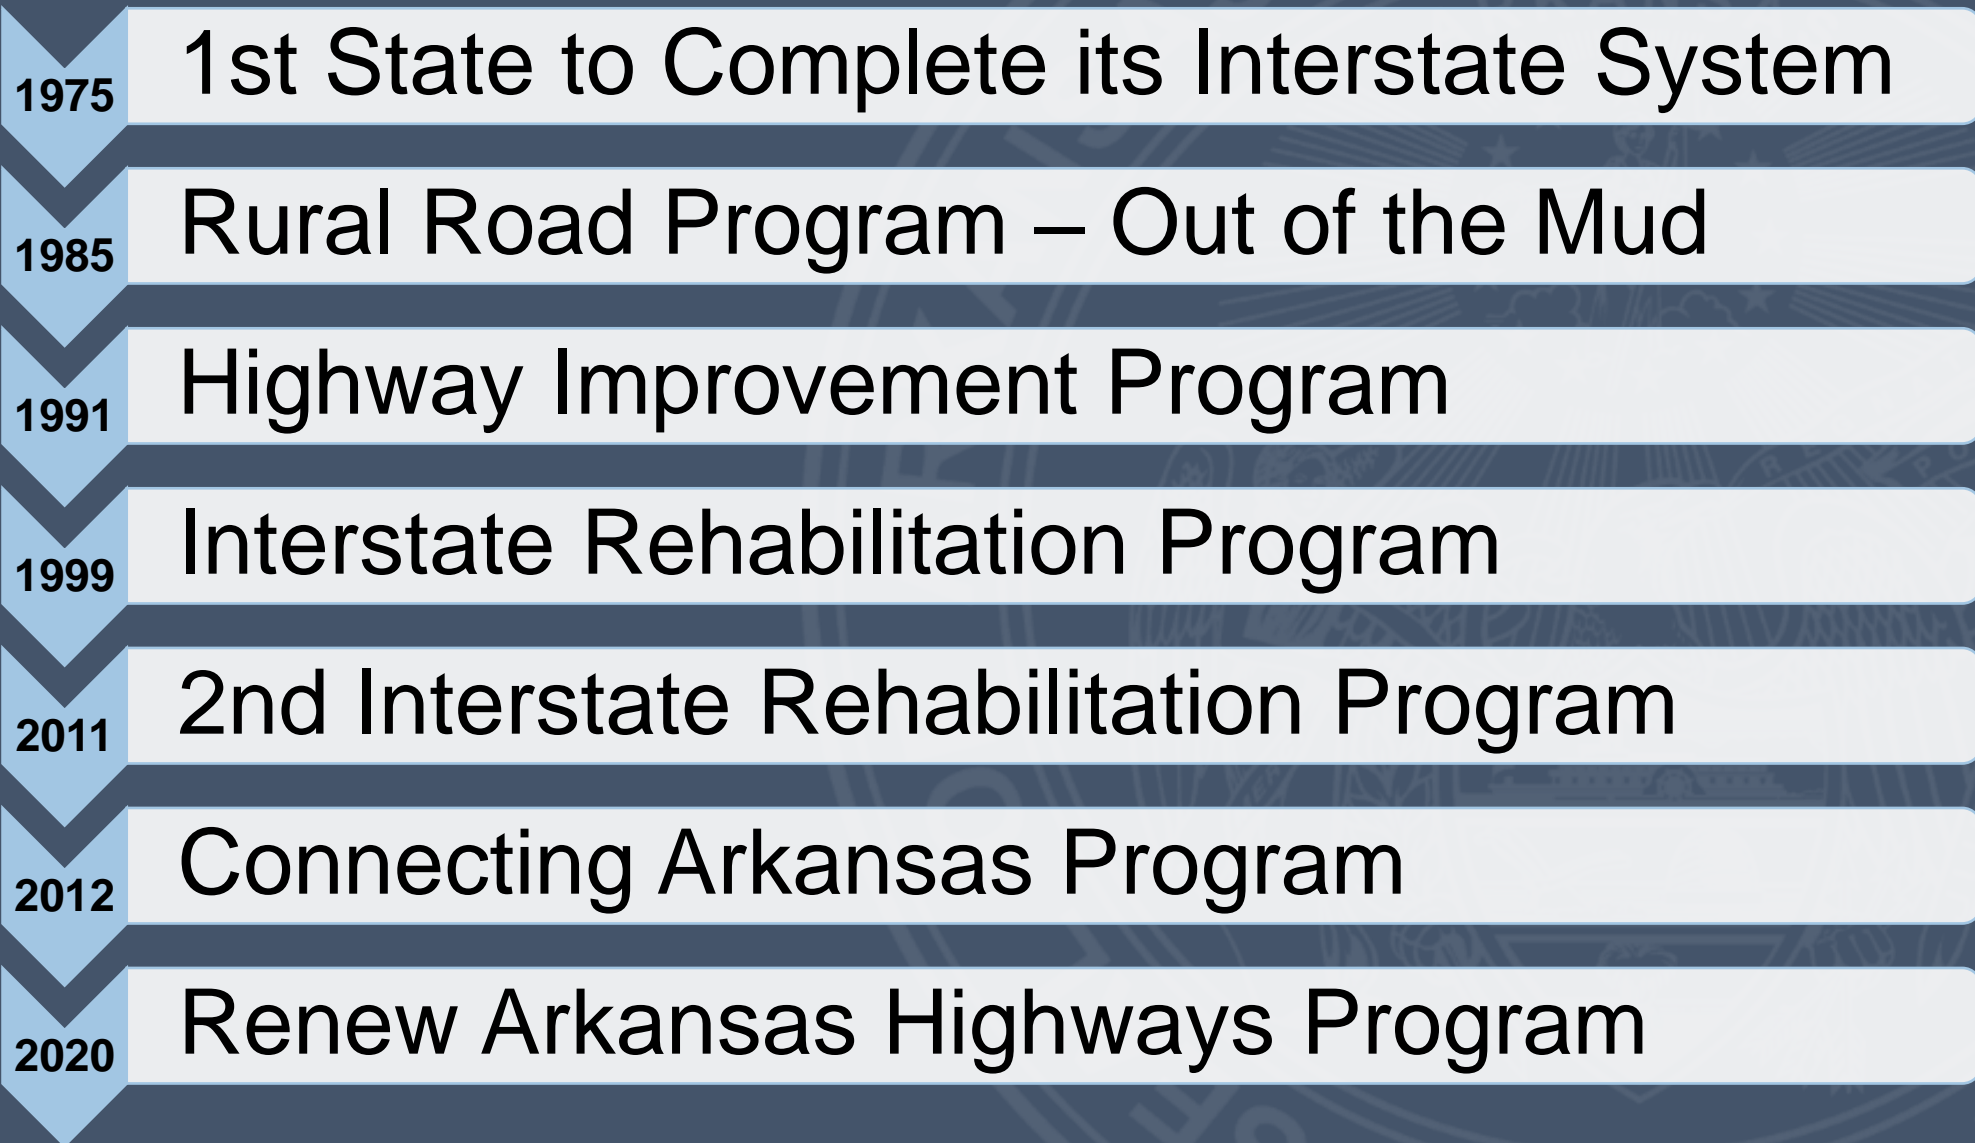 1975 1st State to Complete its Interstate System
1985 Rural Road Program – Out of the Mud
1991 Highway Improvement Program
1999 Interstate Rehabilitation Program
2011 2nd Interstate Rehabilitation Program
2012 Connecting Arkansas Program
2020 Renew Arkansas Highways Program